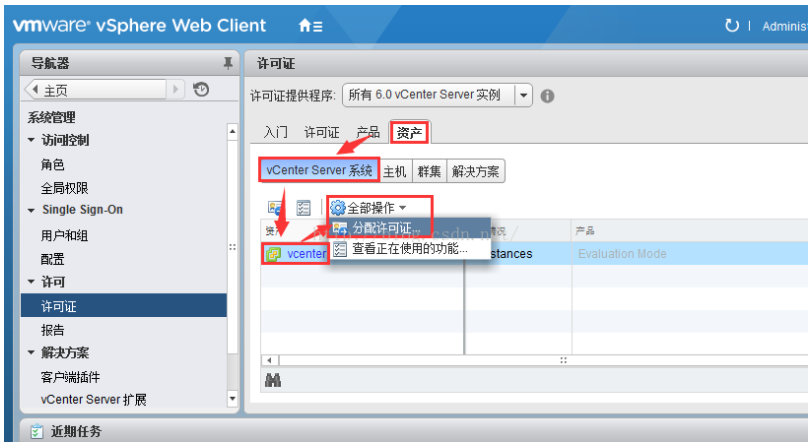 vmware® vSphere Web Client
Adminis
导航器
主页
系统管理
访问控制
角色
全局权限
Single Sign-On
用户和组
配置
许可
许可证
报告
解决方案
客户端插件
vCenter Server 扩展
许可证
许可证提供程序: 所有 6.0 vCenter Server 实例
入门 许可证 产品 资产
vCenter Server 系统 主机 群集 解决方案
全部操作
分配许可证
查看正在使用的功能...
产品
vcenter
stances
Evaluation Mode
近期任务